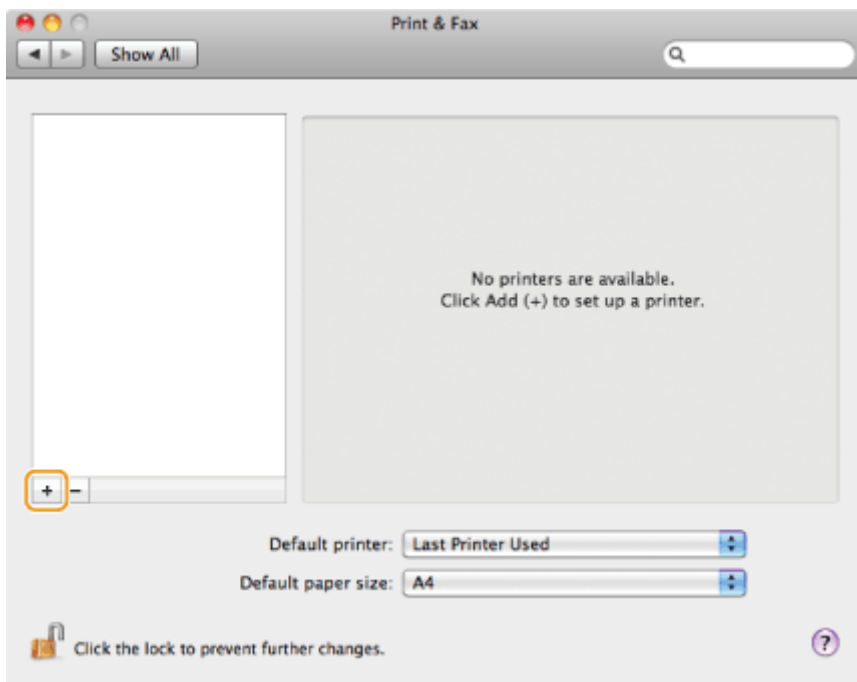 Print & Fax
Show All
No printers are available.
Click Add (+) to set up a printer.
+ −
Default printer: Last Printer Used
Default paper size: A4
Click the lock to prevent further changes.
?